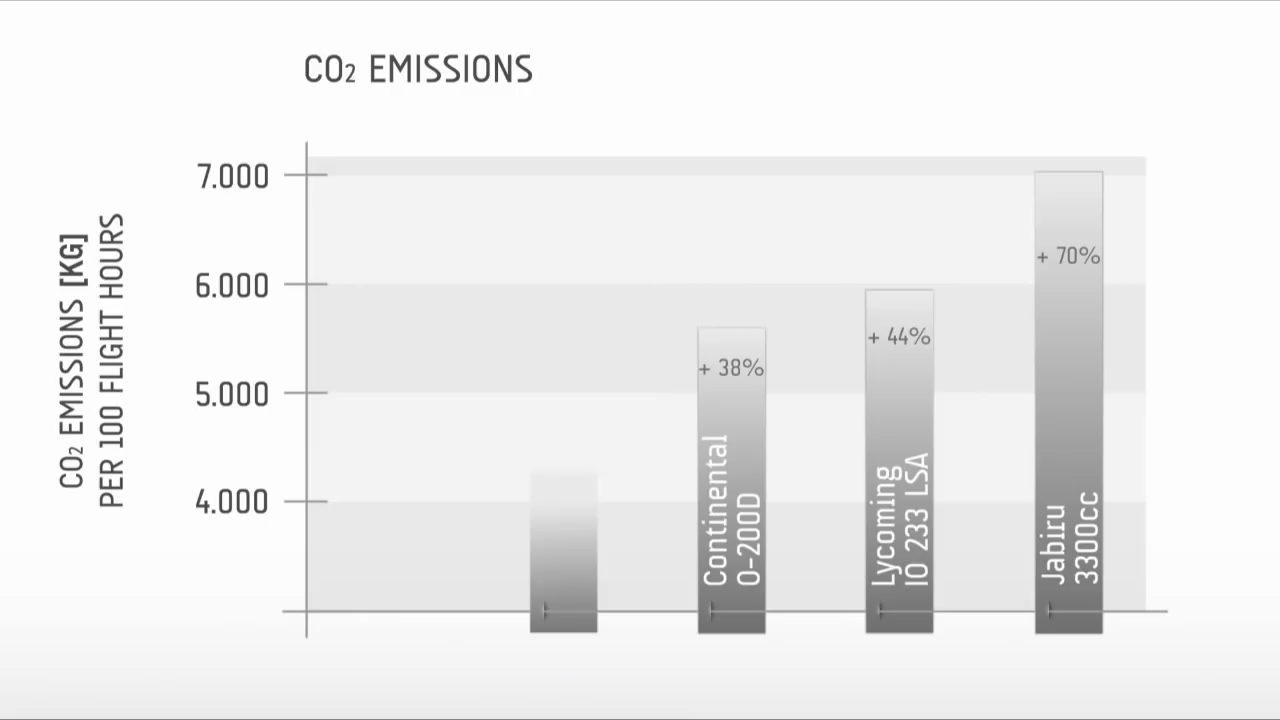 CO₂ EMISSIONS
CO₂ EMISSIONS [KG]
PER 100 FLIGHT HOURS
7.000
6.000
5.000
4.000
+ 38%
Continental
O-200D
+ 44%
Lycoming
IO 233 LSA
+ 70%
Jabiru
3300cc